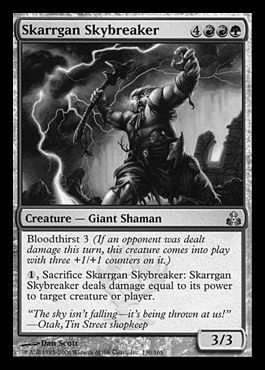 Skarrgan Skybreaker 4
Creature — Giant Shaman
Bloodthirst 3 (If an opponent was dealt
damage this turn, this creature comes into play
with three +1/+1 counters on it.)
1, Sacrifice Skarrgan Skybreaker: Skarrgan
Skybreaker deals damage equal to its power
to target creature or player.
"The sky isn't falling—it's being thrown at us!"
—Otak, Tin Street shopkeep
Dan Scott
3/3